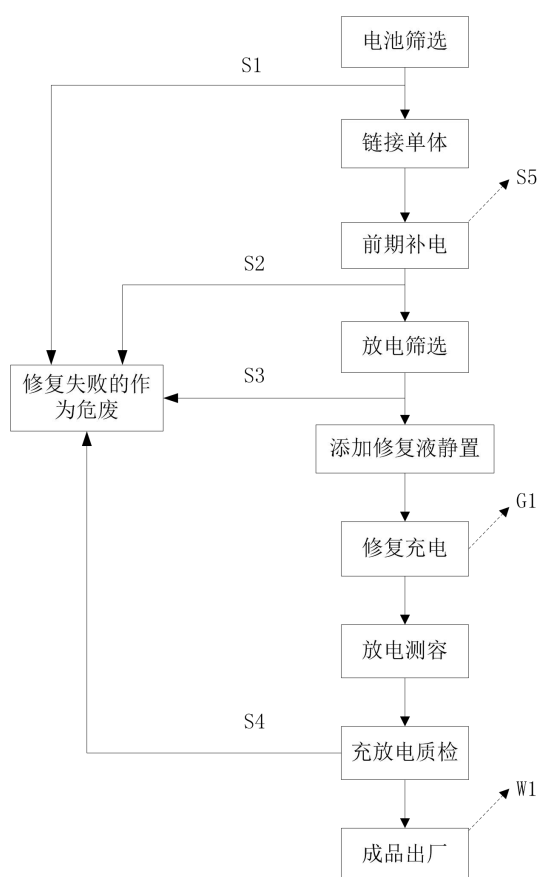 电池筛选
S1
链接单体
S5
前期补电
S2
放电筛选
修复失败的作
为危废
S3
添加修复液静置
G1
修复充电
放电测容
S4
充放电质检
W1
成品出厂